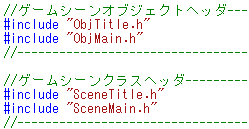 //ゲームシーンオブジェクトヘッダ---
#include "ObjTitle.h"
#include "ObjMain.h"
//-----------------------------

//ゲームシーンクラスヘッダ---------
#include "SceneTitle.h"
#include "SceneMain.h"
//-----------------------------